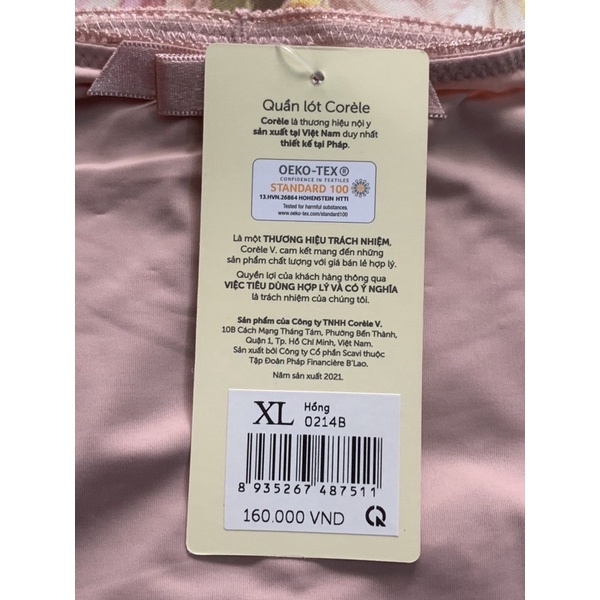 Quần lót Corèle
Corèle là thương hiệu nội y
sản xuất tại Việt Nam duy nhất
thiết kế tại Pháp.
OEKO-TEX®
CONFIDENCE IN TEXTILES
STANDARD 100
13.HVN.26864 HOHENSTEIN HTTI
Tested for harmful substances.
www.oeko-tex.com/standard100
Là một THƯƠNG HIỆU TRÁCH NHIỆM,
Corèle V. cam kết mang đến những
sản phẩm chất lượng với giá bán lẻ hợp lý.
Quyền lợi của khách hàng thông qua
VIỆC TIÊU DÙNG HỢP LÝ VÀ CÓ Ý NGHĨA
là trách nhiệm của chúng tôi.
Sản phẩm của Công ty TNHH Corèle V.
10B Cách Mạng Tháng Tám, Phường Bến Thành,
Quận 1, Tp. Hồ Chí Minh, Việt Nam.
Sản xuất bởi Công ty Cổ phần Scavi thuộc
Tập Đoàn Pháp Financière B'Lao.
Năm sản xuất 2021.
XL Hồng
0214B
8 935267 487511
160.000 VND